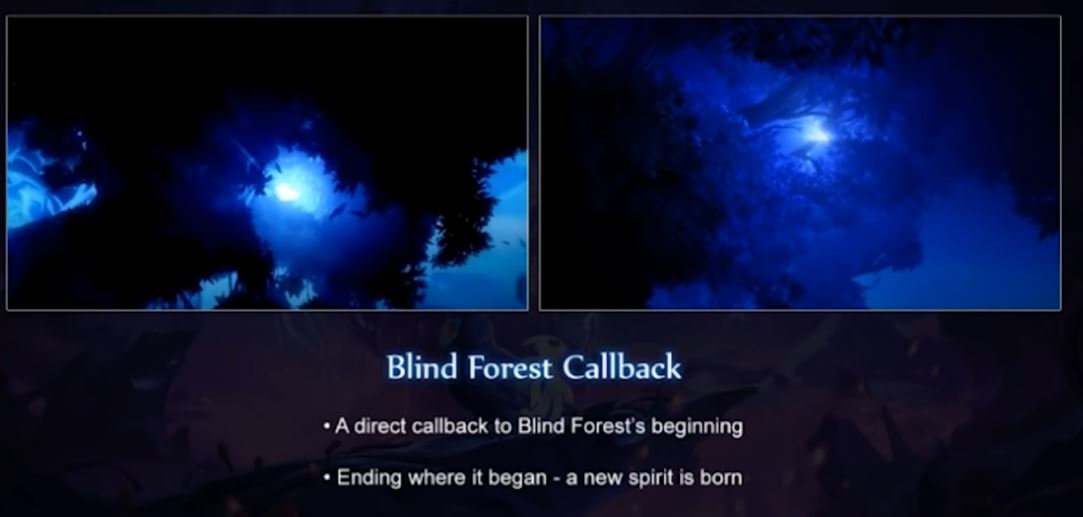 Blind Forest Callback
• A direct callback to Blind Forest's beginning
• Ending where it began - a new spirit is born